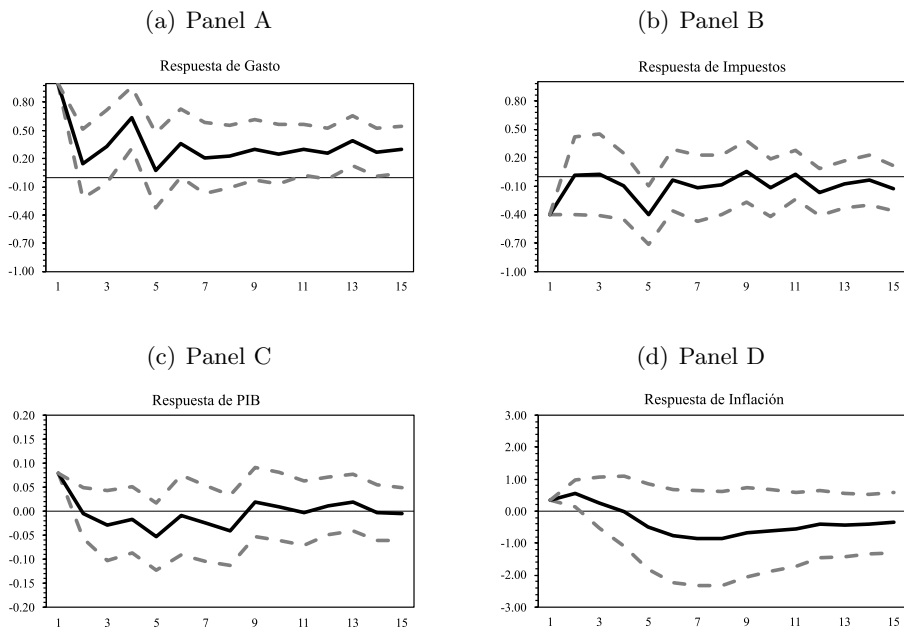 (a) Panel A
(b) Panel B
Respuesta de Gasto
Respuesta de Impuestos
0.80
0.50
0.20
-0.10
-0.40
-0.70
-1.00
1 3 5 7 9 11 13 15
0.80
0.50
0.20
-0.10
-0.40
-0.70
-1.00
1 3 5 7 9 11 13 15
(c) Panel C
(d) Panel D
Respuesta de PIB
Respuesta de Inflación
0.20
0.15
0.10
0.05
0.00
-0.05
-0.10
-0.15
-0.20
1 3 5 7 9 11 13 15
3.00
2.00
1.00
0.00
-1.00
-2.00
-3.00
1 3 5 7 9 11 13 15